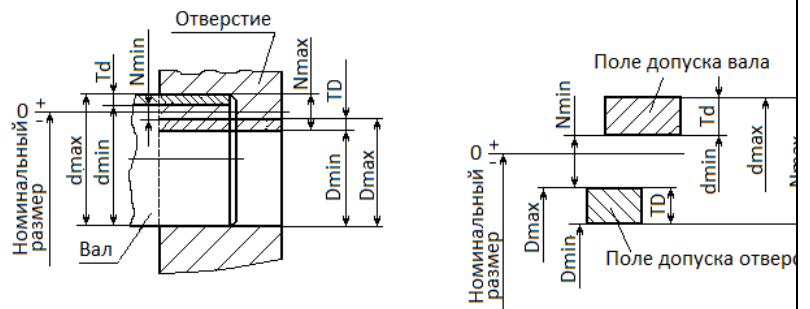 Отверстие
Td
Nmin
Nmax
TD
0 + -
Номинальный
размер
dmax
dmin
Dmin
Dmax
Вал
Поле допуска вала
Nmin
Td
0 + -
Номинальный
размер
dmin
dmax
Dmax
Dmin
TD
Поле допуска отверс